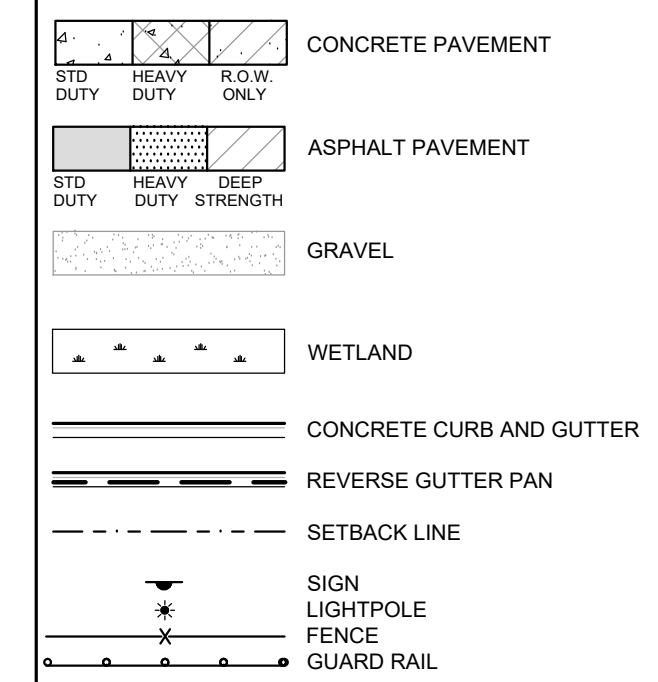 CONCRETE PAVEMENT
STD HEAVY R.O.W.
DUTY DUTY ONLY
ASPHALT PAVEMENT
STD HEAVY DEEP
DUTY DUTY STRENGTH
GRAVEL
WETLAND
CONCRETE CURB AND GUTTER
REVERSE GUTTER PAN
SETBACK LINE
SIGN
LIGHTPOLE
FENCE
GUARD RAIL